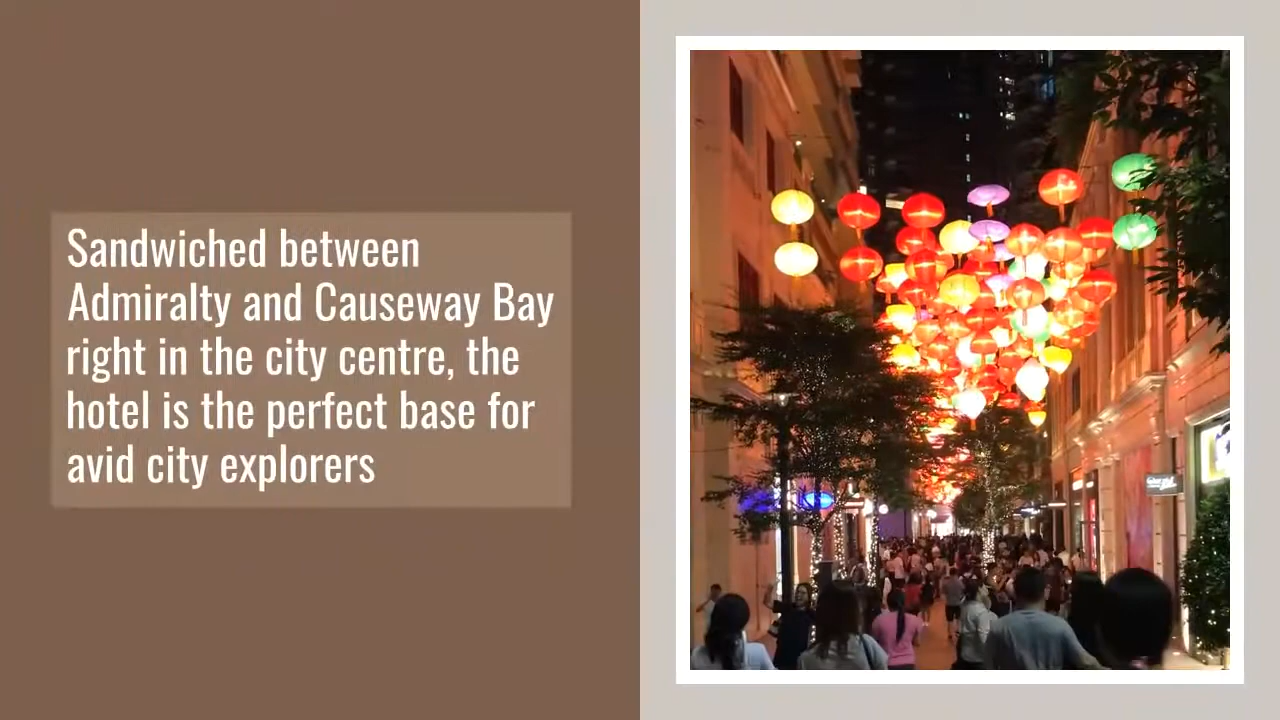 Sandwiched between
Admiralty and Causeway Bay
right in the city centre, the
hotel is the perfect base for
avid city explorers